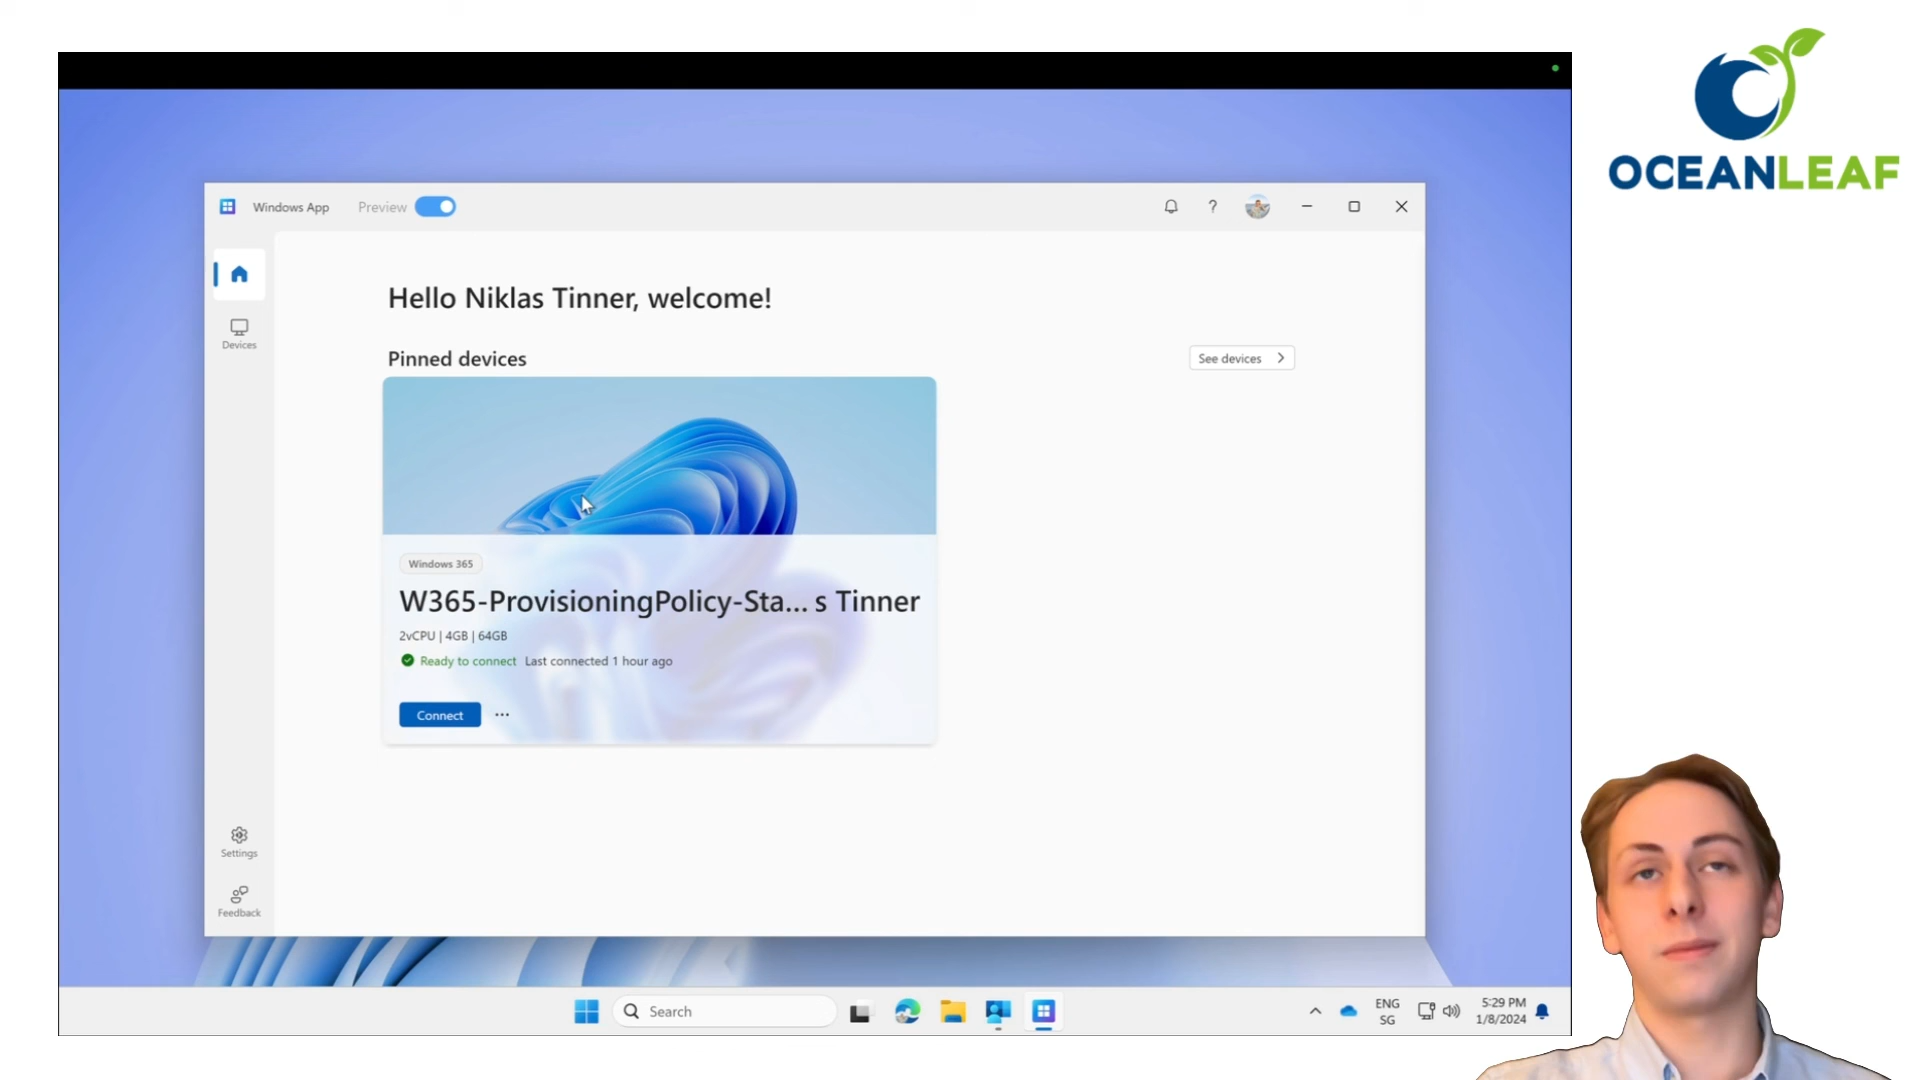 OCEANLEAF
Windows App
Preview
?
Devices
Hello Niklas Tinner, welcome!
Pinned devices
See devices
Windows 365
W365-ProvisioningPolicy-Sta... s Tinner
2vCPU | 4GB | 64GB
Ready to connect Last connected 1 hour ago
Connect
Settings
Feedback
Search
ENG
SG
5:29 PM
1/8/2024